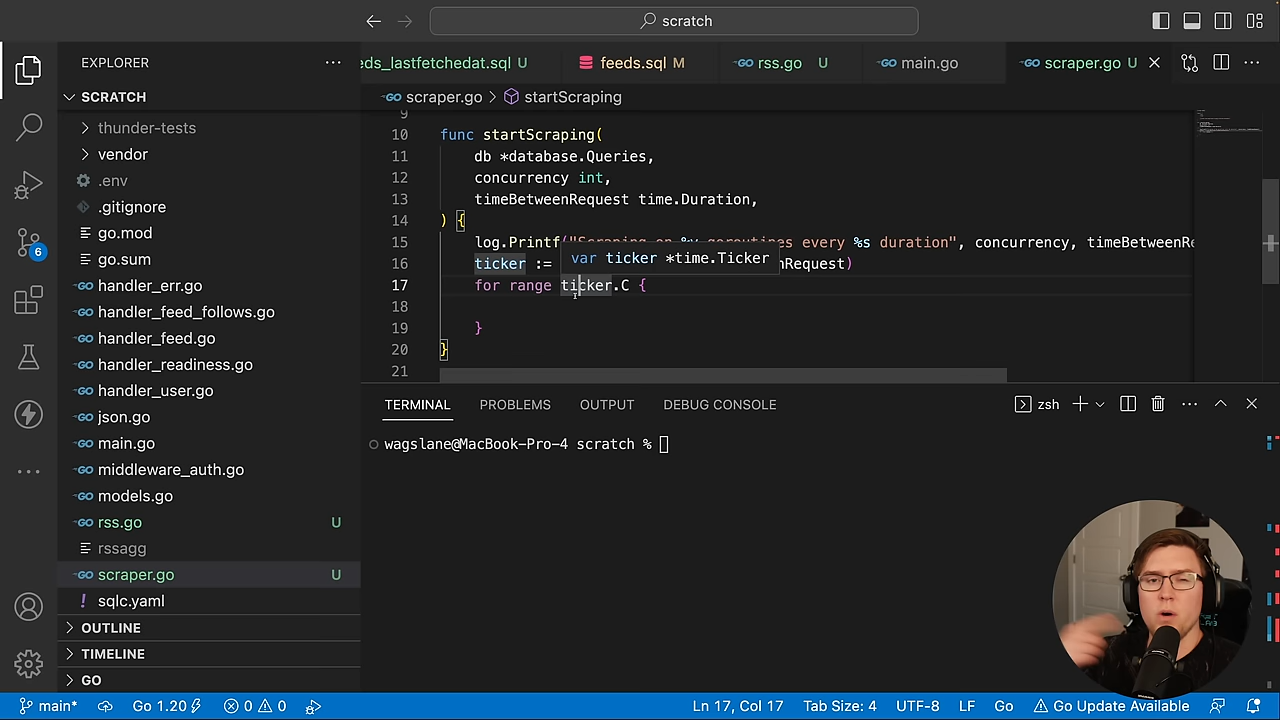 scratch
EXPLORER
SCRATCH
thunder-tests
vendor
.env
.gitignore
go.mod
go.sum
handler_err.go
handler_feed_follows.go
handler_feed.go
handler_readiness.go
handler_user.go
json.go
main.go
middleware_auth.go
models.go
rss.go U
rssagg
scraper.go U
sqlc.yaml
OUTLINE
TIMELINE
GO
eds_lastfetchedat.sql U
feeds.sql M
rss.go U
main.go
scraper.go U
scraper.go > startScraping
9
10 func startScraping(
11 db *database.Queries,
12 concurrency int,
13 timeBetweenRequest time.Duration,
14 ) {
15 log.Printf("Scraping on %v goroutines every %s duration", concurrency, timeBetweenRe
var ticker *time.Ticker
16 ticker := nRequest)
17 for range ticker.C {
18
19 }
20 }
21
TERMINAL PROBLEMS OUTPUT DEBUG CONSOLE
zsh
wagslane@MacBook-Pro-4 scratch %
6
main* Go 1.20 0 0 Ln 17, Col 17 Tab Size: 4 UTF-8 LF Go Go Update Available